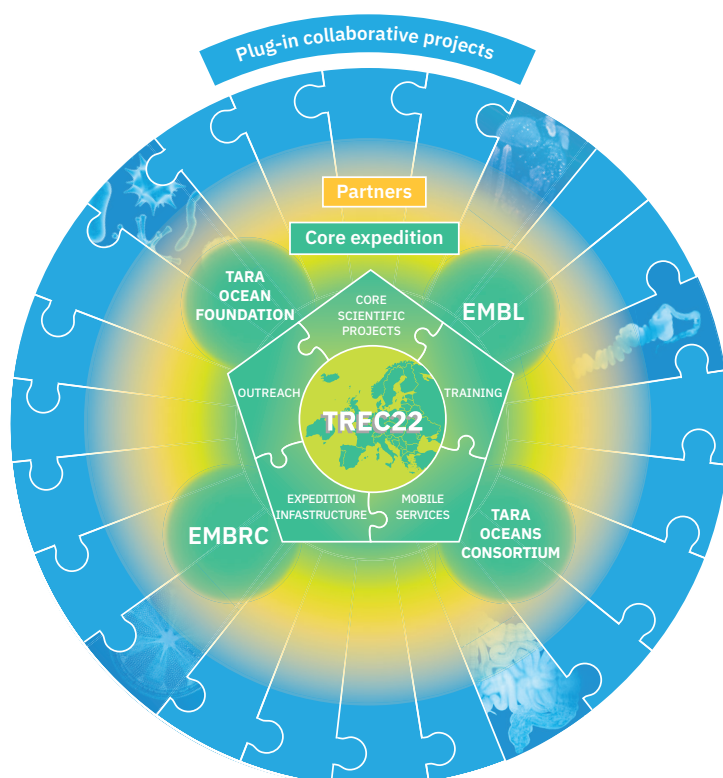 Plug-in collaborative projects
Partners
Core expedition
TARA
OCEAN
FOUNDATION
EMBL
CORE
SCIENTIFIC
PROJECTS
OUTREACH
TRAINING
TREC22
EXPEDITION
INFASTRUCTURE
MOBILE
SERVICES
EMBRC
TARA
OCEANS
CONSORTIUM